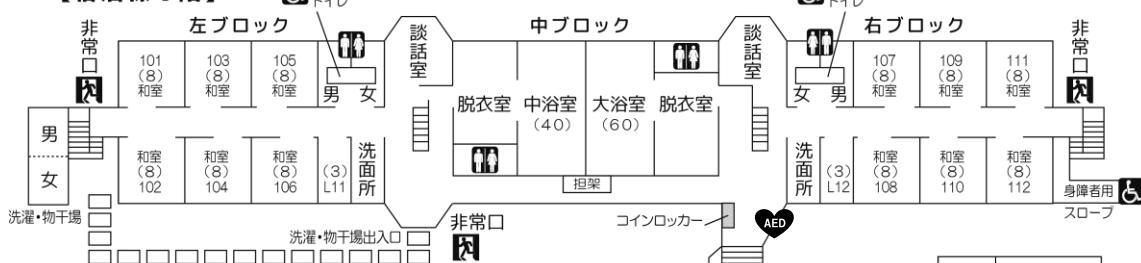 トイレ
トイレ
非常口
左ブロック
談話室
中ブロック
談話室
右ブロック
非常口
101
(8)
和室
103
(8)
和室
105
(8)
和室
男 女
脱衣室
中浴室
(40)
大浴室
(60)
脱衣室
女 男
107
(8)
和室
109
(8)
和室
111
(8)
和室
男
女
和室
(8)
102
和室
(8)
104
和室
(8)
106
(3)
L11
洗面所
担架
洗面所
(3)
L12
和室
(8)
108
和室
(8)
110
和室
(8)
112
身障者用
スロープ
洗濯・物干場
洗濯・物干場出入口
非常口
コインロッカー
AED